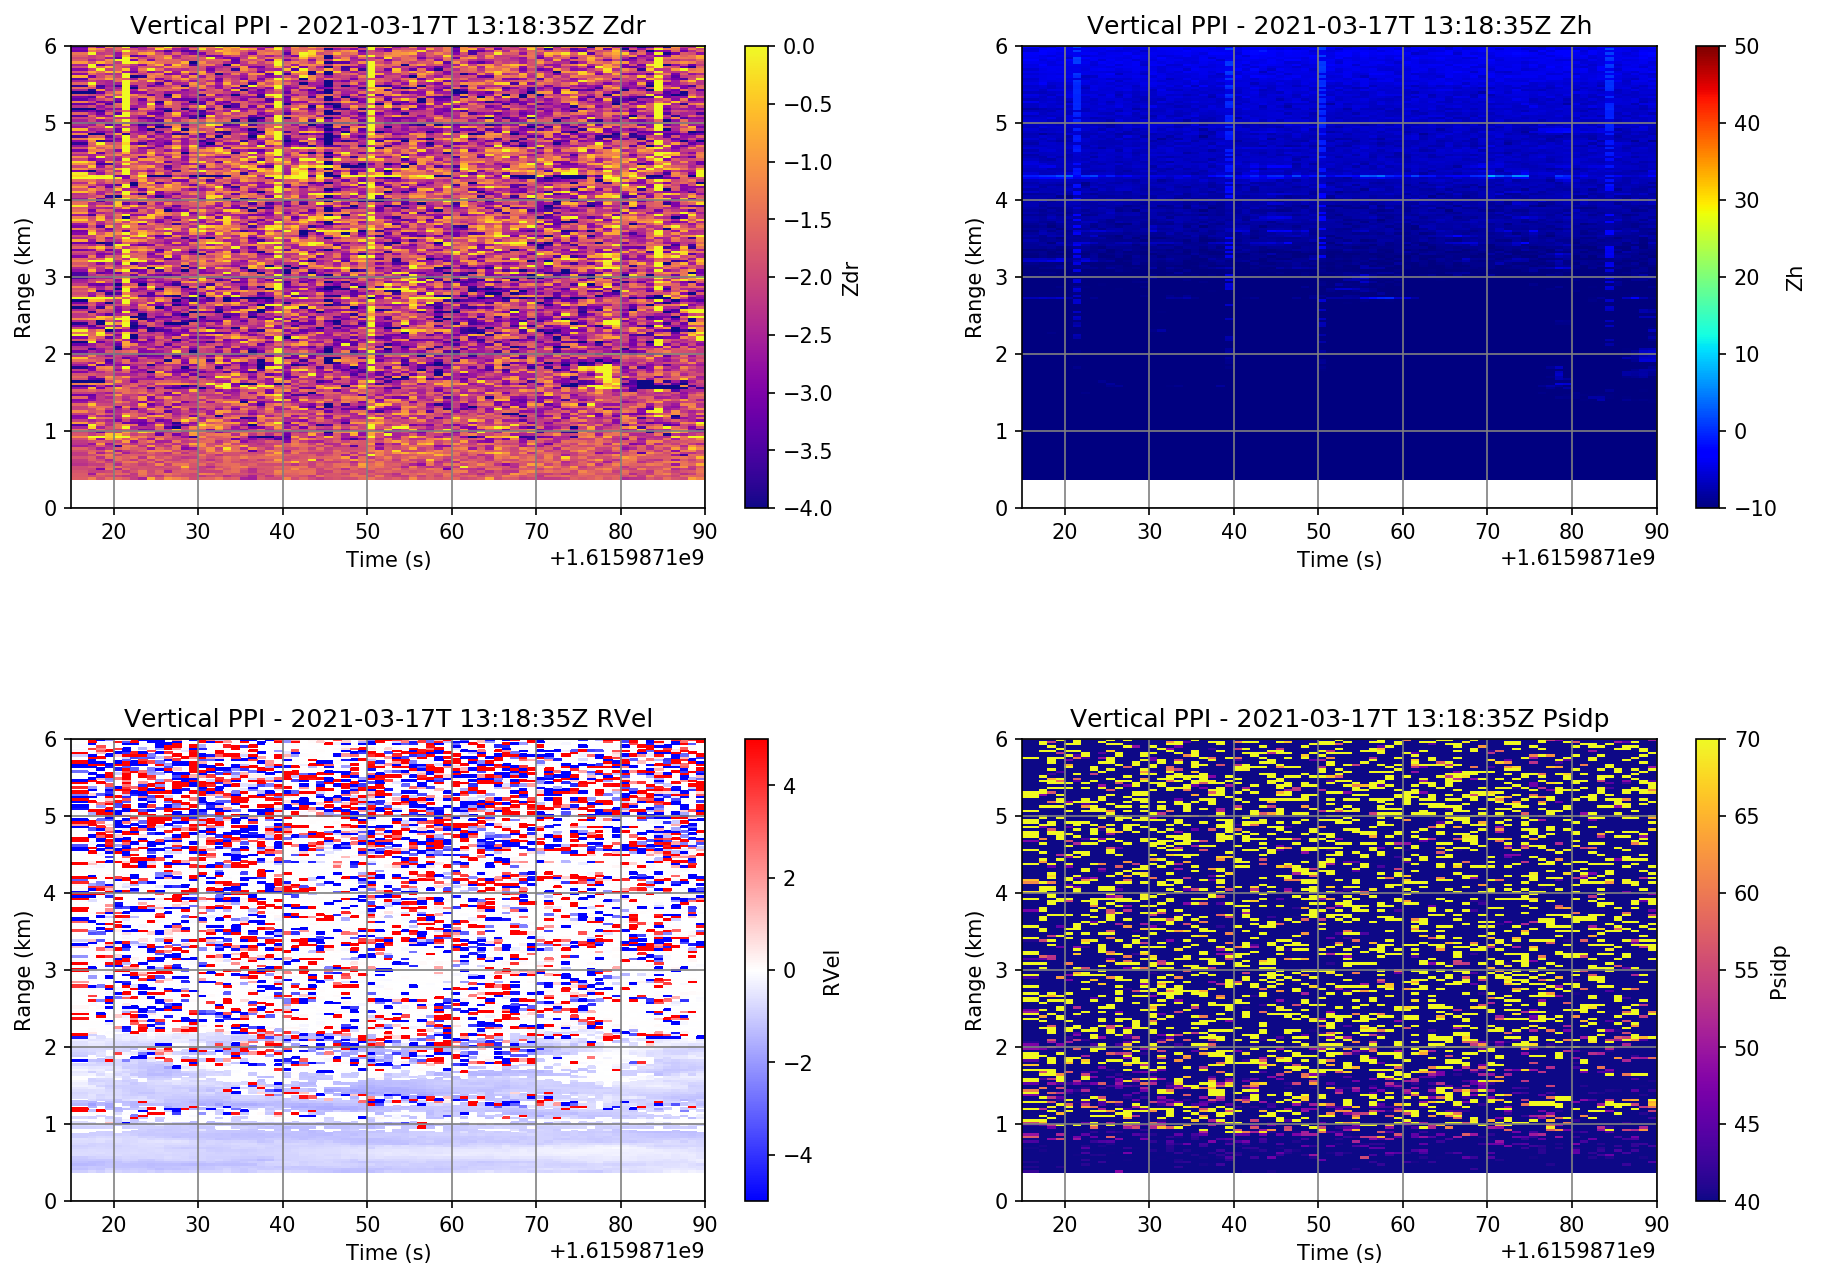 Vertical PPI - 2021-03-17T 13:18:35Z Zdr
6
5
4
3
2
1
0
Range (km)
20 30 40 50 60 70 80 90
Time (s)
+1.6159871e9
0.0
−0.5
−1.0
−1.5
−2.0
−2.5
−3.0
−3.5
−4.0
Zdr
Vertical PPI - 2021-03-17T 13:18:35Z Zh
6
5
4
3
2
1
0
Range (km)
20 30 40 50 60 70 80 90
Time (s)
+1.6159871e9
50
40
30
20
10
0
−10
Zh
Vertical PPI - 2021-03-17T 13:18:35Z RVel
6
5
4
3
2
1
0
Range (km)
20 30 40 50 60 70 80 90
Time (s)
+1.6159871e9
4
2
0
−2
−4
RVel
Vertical PPI - 2021-03-17T 13:18:35Z Psidp
6
5
4
3
2
1
0
Range (km)
20 30 40 50 60 70 80 90
Time (s)
+1.6159871e9
70
65
60
55
50
45
40
Psidp